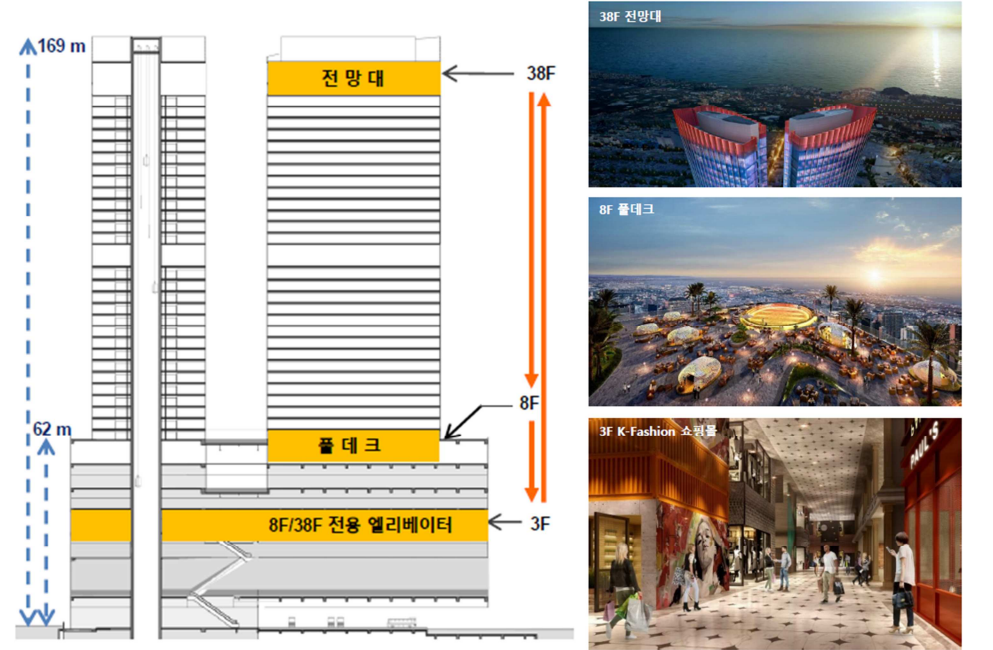 169 m
전망대
38F
8F
62 m
풀데크
8F/38F 전용 엘리베이터
3F
38F 전망대
8F 풀데크
3F K-Fashion 쇼핑몰
PAUL'S